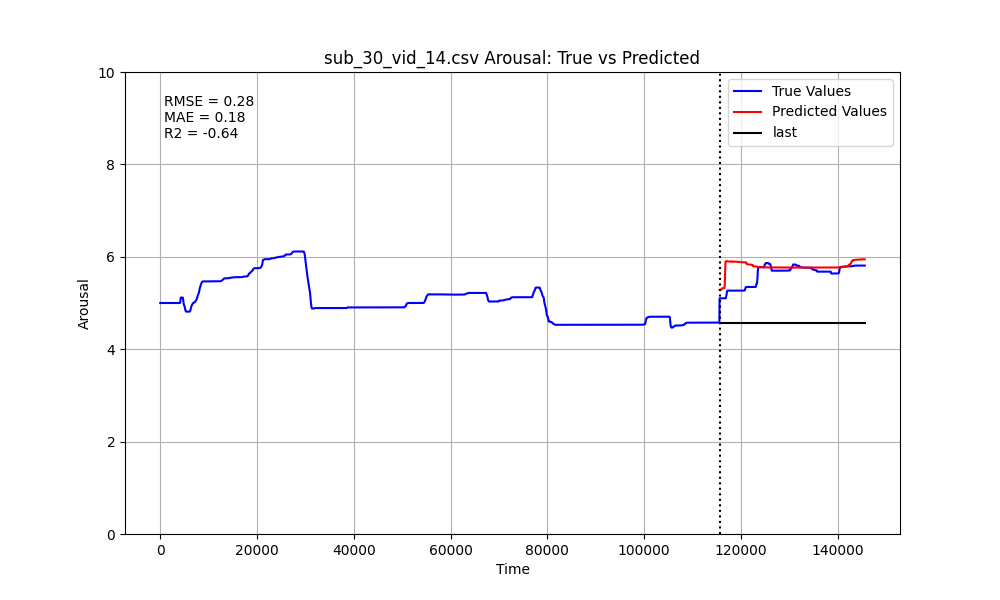 sub_30_vid_14.csv Arousal: True vs Predicted
10
8
6
4
2
0
Arousal
RMSE = 0.28
MAE = 0.18
R2 = -0.64
True Values
Predicted Values
last
0 20000 40000 60000 80000 100000 120000 140000
Time